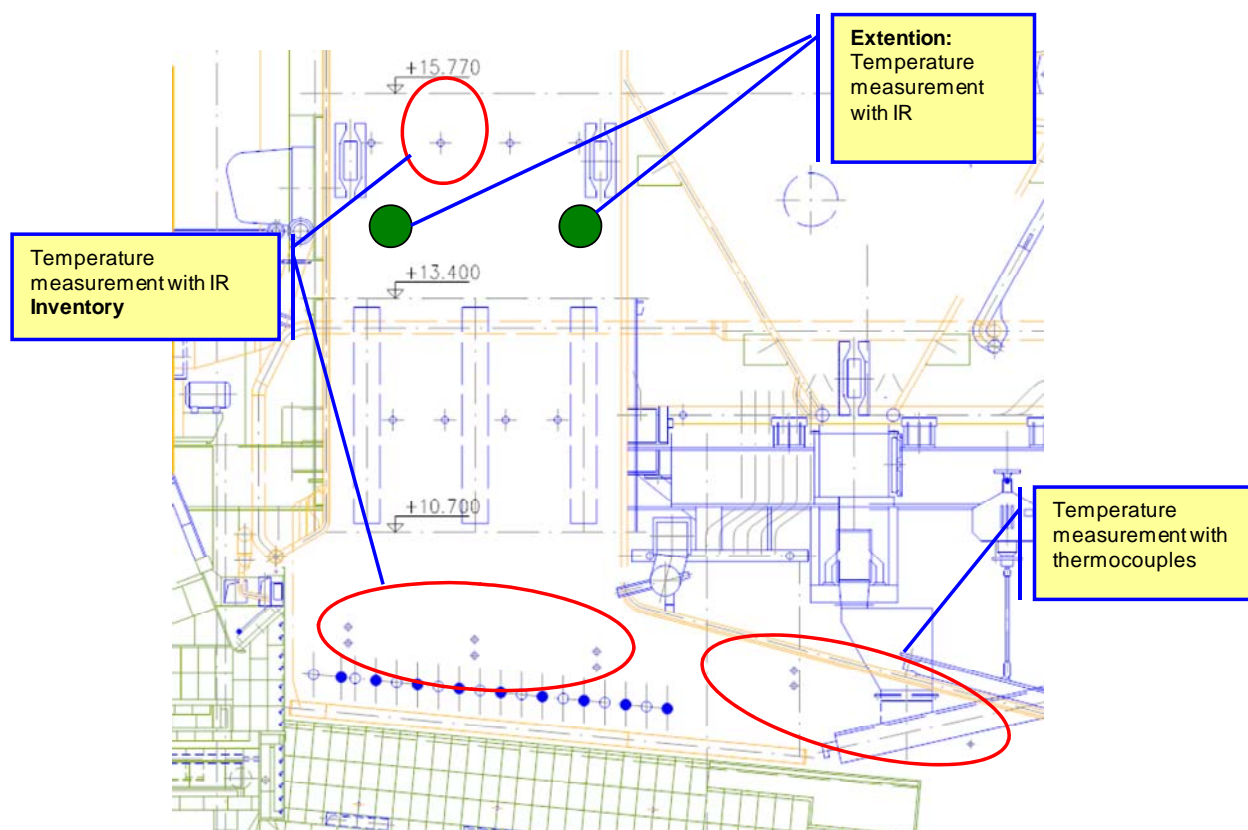 Extention:
Temperature
measurement
with IR
+15.770
Temperature
measurement with IR
Inventory
+13.400
+10.700
Temperature
measurement with
thermocouples